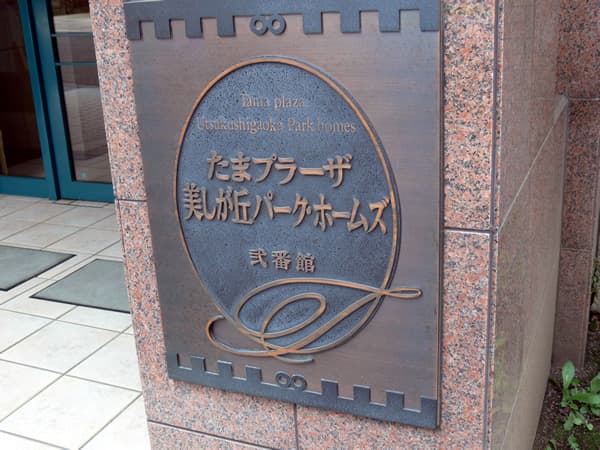 Tama plaza
Utsukushigaoka Park homes
たまプラーザ
美しが丘パーク・ホームズ
弐番館